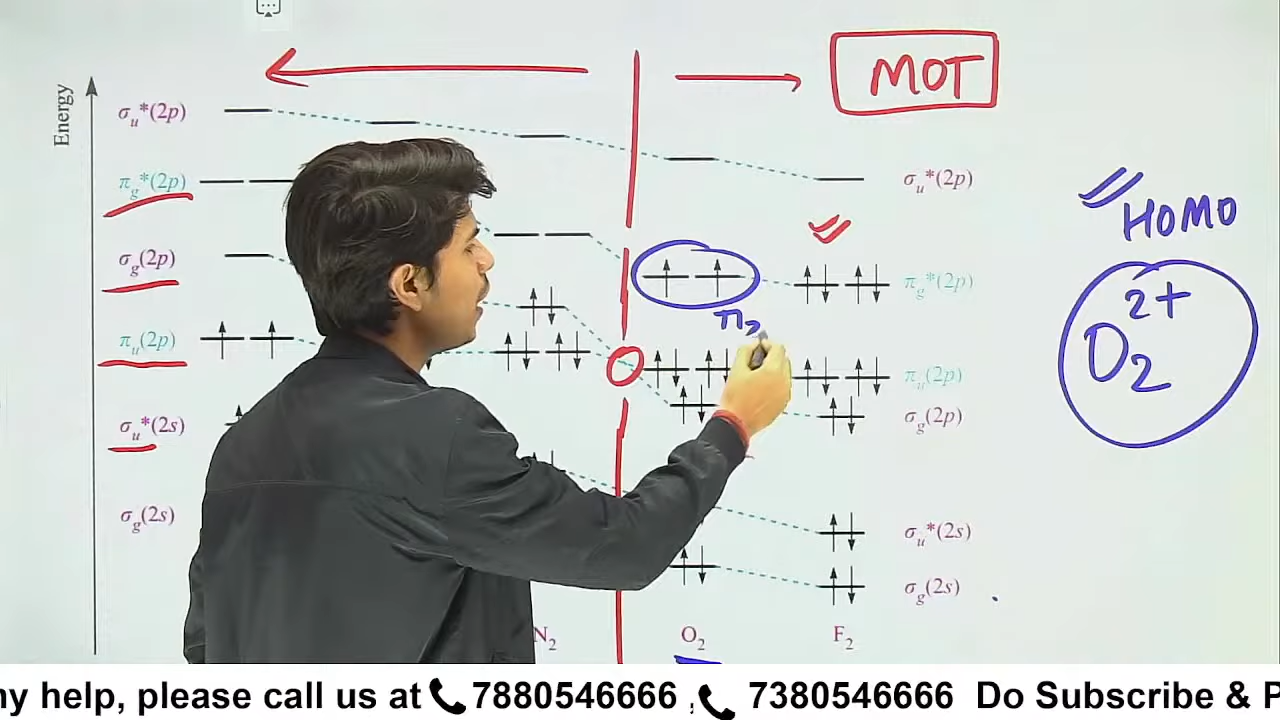 MOT
Energy
σu*(2p)
πg*(2p)
σg(2p)
πu(2p)
σu*(2s)
σg(2s)
σu*(2p)
πg*(2p)
πu(2p)
σg(2p)
σu*(2s)
σg(2s)
HOMO
O2 2+
N2
O2
F2
ny help, please call us at 7880546666 , 7380546666 Do Subscribe & P